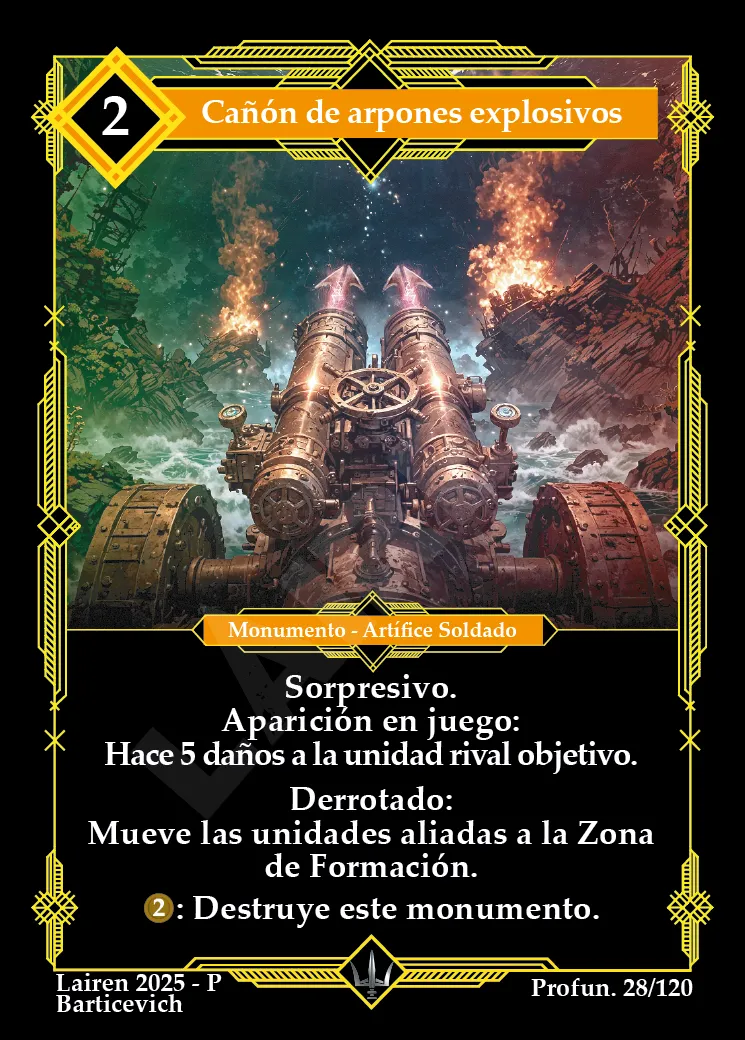 2
Cañón de arpones explosivos
Monumento - Artífice Soldado
Sorpresivo.
Aparición en juego:
Hace 5 daños a la unidad rival objetivo.
Derrotado:
Mueve las unidades aliadas a la Zona
de Formación.
2: Destruye este monumento.
Lairen 2025 - P
Barticevich
Profun. 28/120